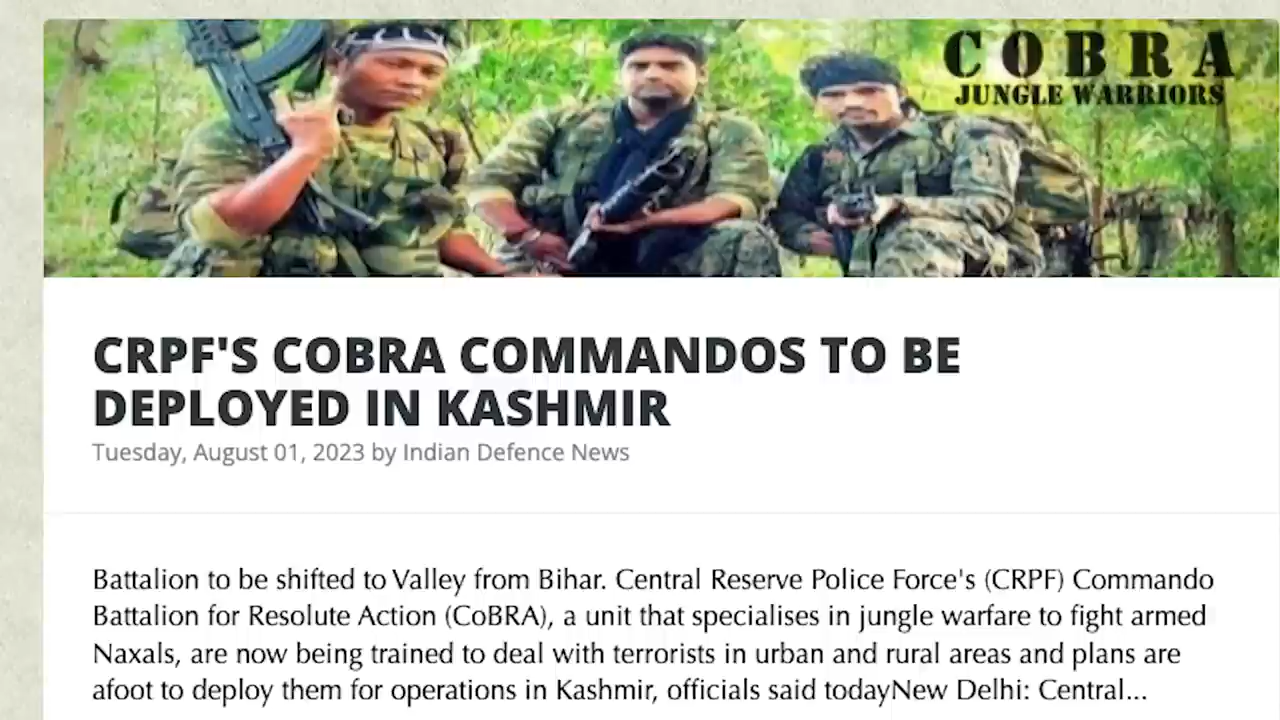 COBRA
JUNGLE WARRIORS
CRPF'S COBRA COMMANDOS TO BE
DEPLOYED IN KASHMIR
Tuesday, August 01, 2023 by Indian Defence News
Battalion to be shifted to Valley from Bihar. Central Reserve Police Force's (CRPF) Commando
Battalion for Resolute Action (CoBRA), a unit that specialises in jungle warfare to fight armed
Naxals, are now being trained to deal with terrorists in urban and rural areas and plans are
afoot to deploy them for operations in Kashmir, officials said todayNew Delhi: Central...